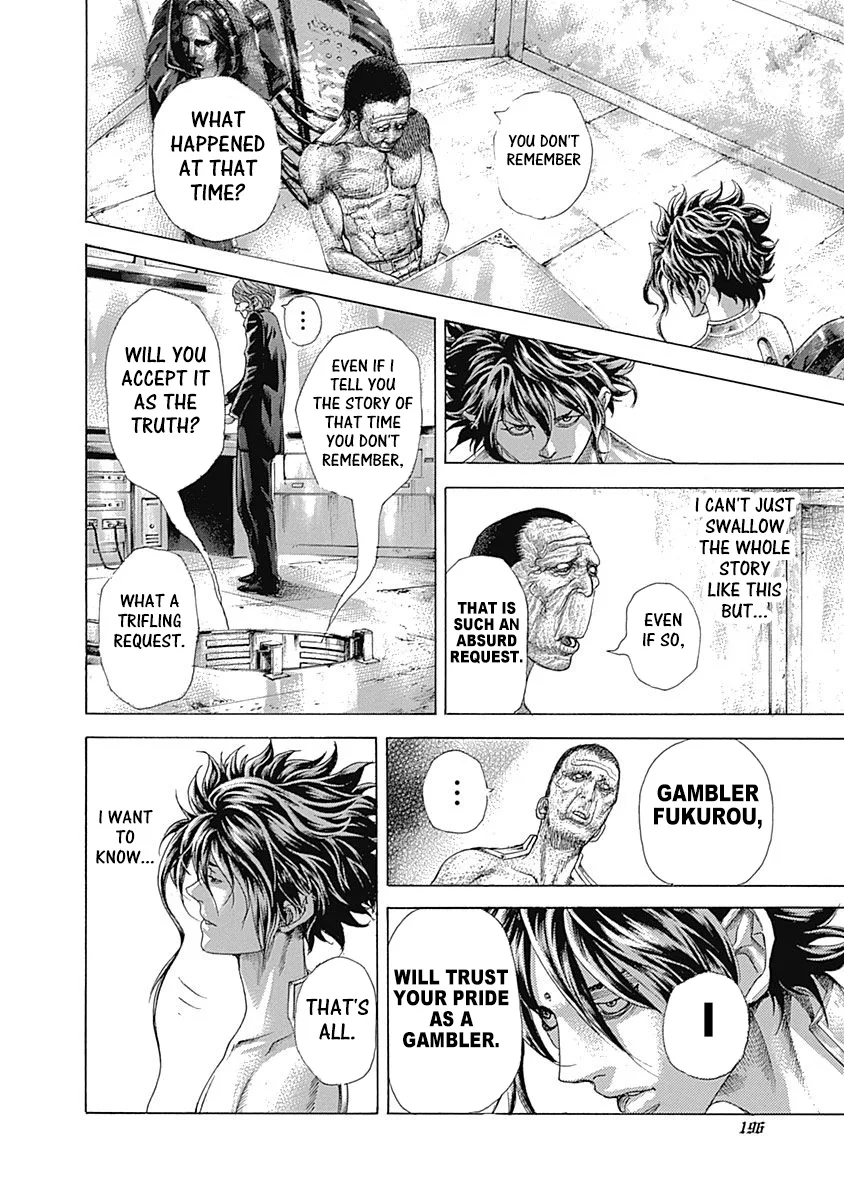 YOU DON'T
REMEMBER
WHAT
HAPPENED
AT THAT
TIME?
EVEN IF I
TELL YOU
THE STORY OF
THAT TIME
YOU DON'T
REMEMBER,
...
WILL YOU
ACCEPT IT
AS THE
TRUTH?
WHAT A
TRIFLING
REQUEST.
I CAN'T JUST
SWALLOW
THE WHOLE
STORY
LIKE THIS
BUT...
EVEN
IF SO,
THAT IS
SUCH AN
ABSURD
REQUEST.
GAMBLER
FUKUROU,
...
I
WILL TRUST
YOUR PRIDE
AS A
GAMBLER.
I WANT
TO
KNOW...
THAT'S
ALL.
196